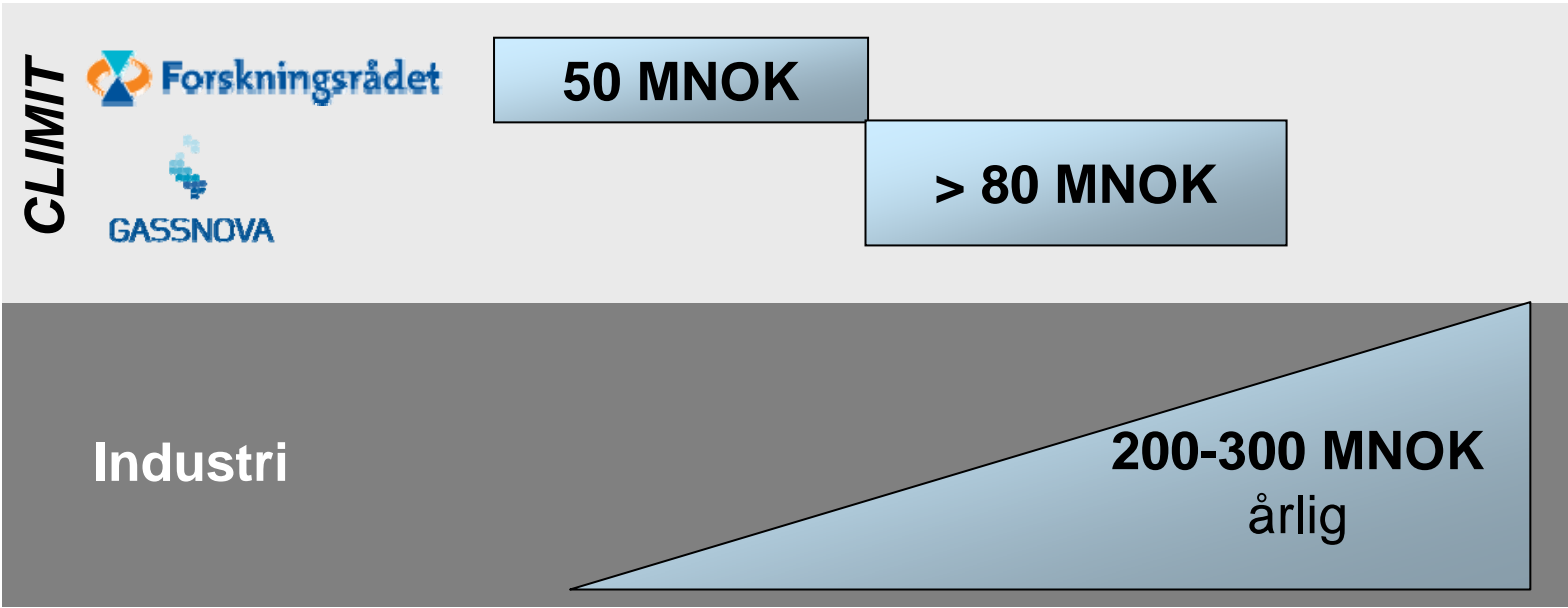 CLIMIT
Forskningsrådet
50 MNOK
GASSNOVA
> 80 MNOK
Industri
200-300 MNOK
årlig